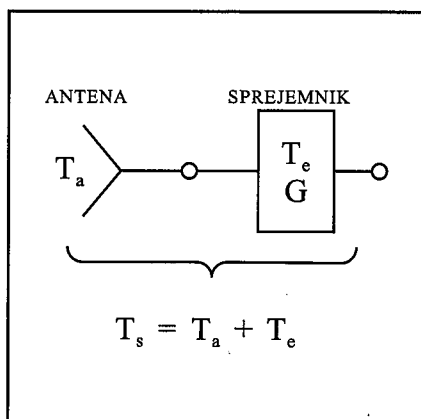 ANTENA SPREJEMNIK
Tₐ Tₑ
G
Tₛ = Tₐ + Tₑ